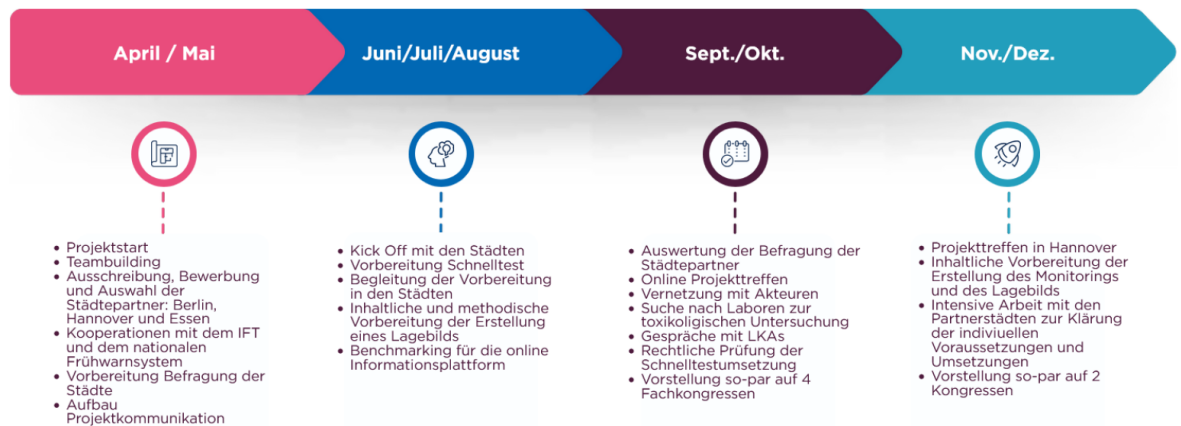 April / Mai
Juni/Juli/August
Sept./Okt.
Nov./Dez.
• Projektstart
• Teambuilding
• Ausschreibung, Bewerbung
und Auswahl der
Städtepartner: Berlin,
Hannover und Essen
• Kooperationen mit dem IFT
und dem nationalen
Frühwarnsystem
• Vorbereitung Befragung der
Städte
• Aufbau
Projektkommunikation
• Kick Off mit den Städten
• Vorbereitung Schnelltest
• Begleitung der Vorbereitung
in den Städten
• Inhaltliche und methodische
Vorbereitung der Erstellung
eines Lagebilds
• Benchmarking für die online
Informationsplattform
• Auswertung der Befragung der
Städtepartner
• Online Projekttreffen
• Vernetzung mit Akteuren
• Suche nach Laboren zur
toxikoligischen Untersuchung
• Gespräche mit LKAs
• Rechtliche Prüfung der
Schnelltestumsetzung
• Vorstellung so-par auf 4
Fachkongressen
• Projekttreffen in Hannover
• Inhaltliche Vorbereitung der
Erstellung des Monitorings
und des Lagebilds
• Intensive Arbeit mit den
Partnerstädten zur Klärung
der indiviuellen
Voraussetzungen und
Umsetzungen
• Vorstellung so-par auf 2
Kongressen